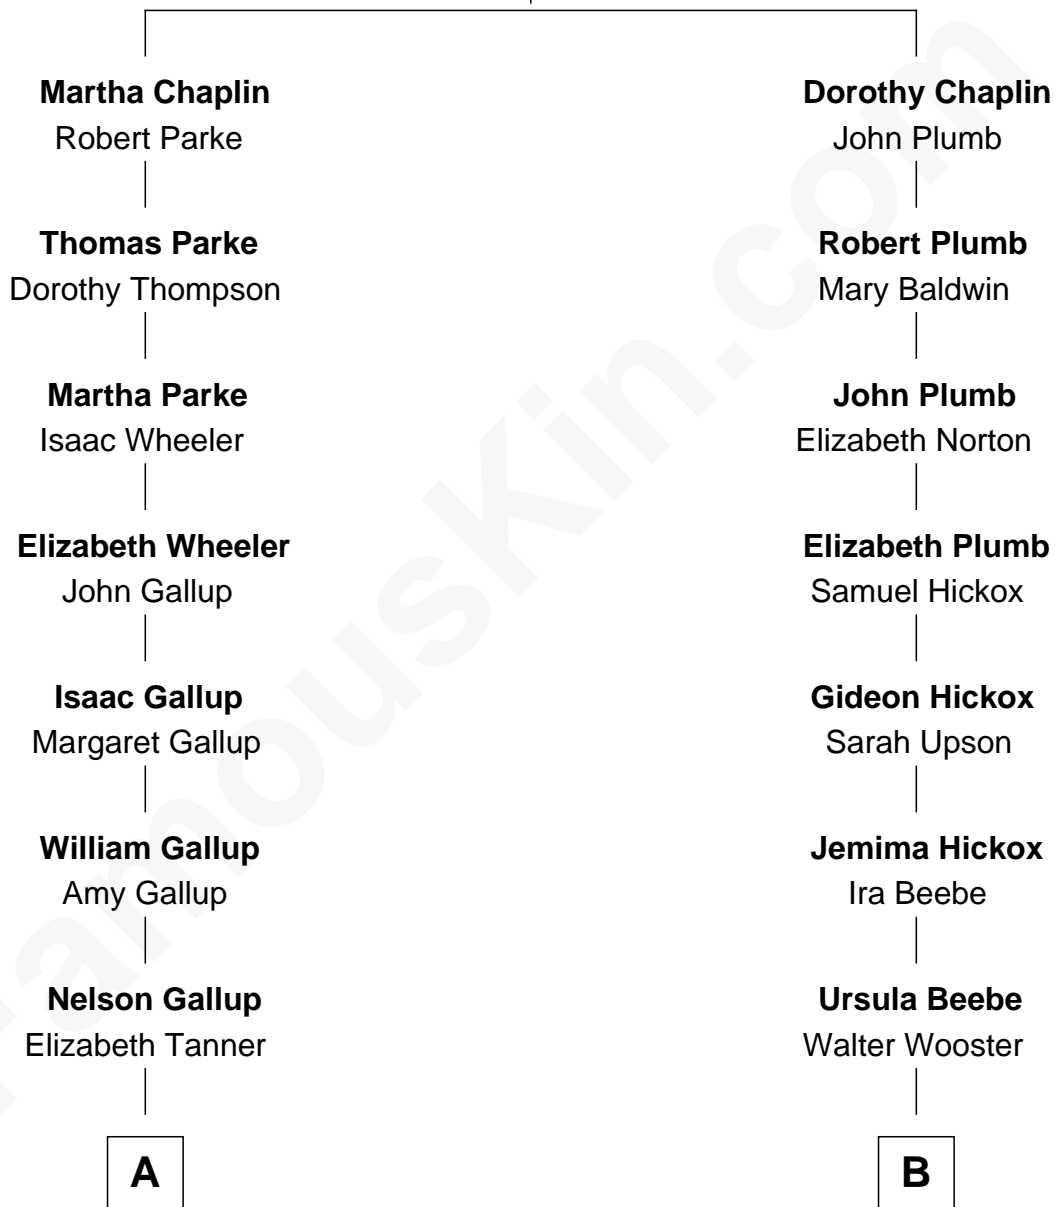 Martha Chaplin
Robert Parke
Thomas Parke
Dorothy Thompson
Martha Parke
Isaac Wheeler
Elizabeth Wheeler
John Gallup
Isaac Gallup
Margaret Gallup
William Gallup
Amy Gallup
Nelson Gallup
Elizabeth Tanner
A
Dorothy Chaplin
John Plumb
Robert Plumb
Mary Baldwin
John Plumb
Elizabeth Norton
Elizabeth Plumb
Samuel Hickox
Gideon Hickox
Sarah Upson
Jemima Hickox
Ira Beebe
Ursula Beebe
Walter Wooster
B
FamousKin.com